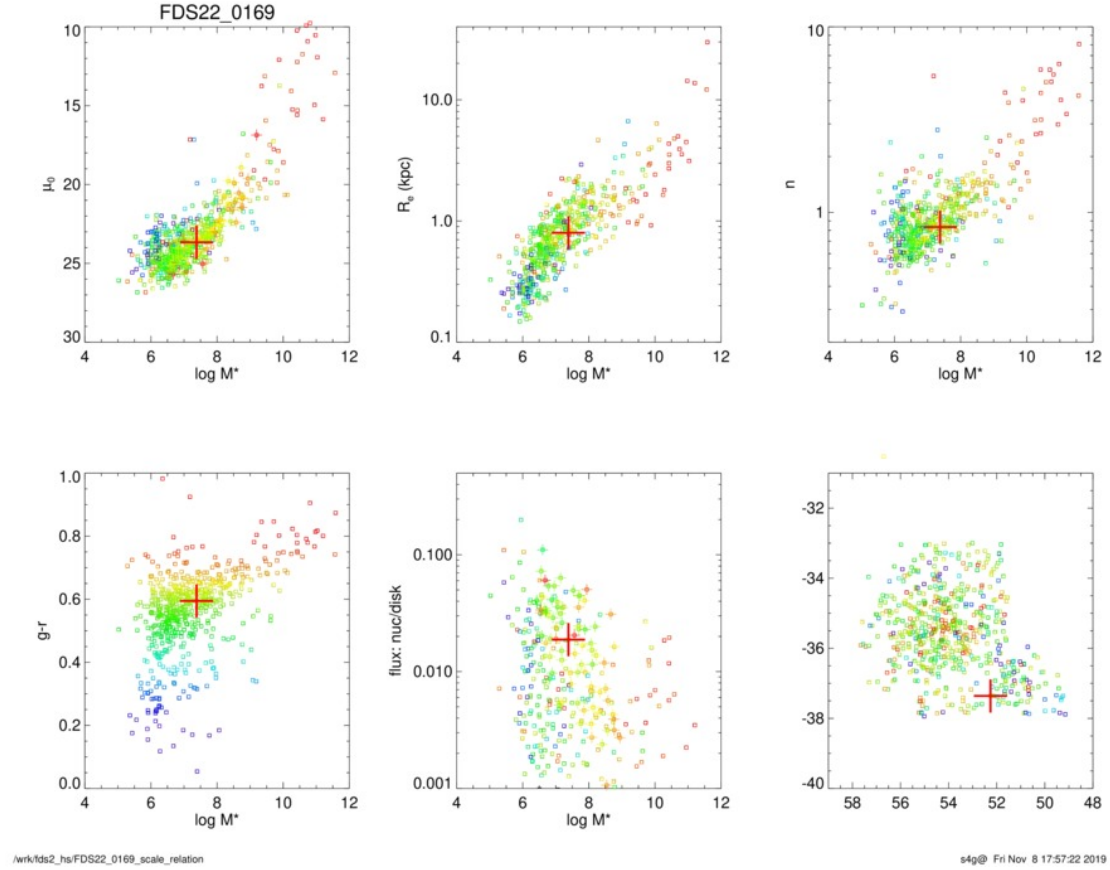 FDS22_0169
10
15
20
25
30
μ₀
4 6 8 10 12
log M*
10.0
1.0
0.1
Rₑ (kpc)
4 6 8 10 12
log M*
10
1
n
4 6 8 10 12
log M*
1.0
0.8
0.6
0.4
0.2
0.0
g-r
4 6 8 10 12
log M*
0.100
0.010
0.001
flux: nuc/disk
4 6 8 10 12
log M*
-32
-34
-36
-38
-40
58 56 54 52 50 48
/wrk/fds2_hs/FDS22_0169_scale_relation
s4g@ Fri Nov 8 17:57:22 2019